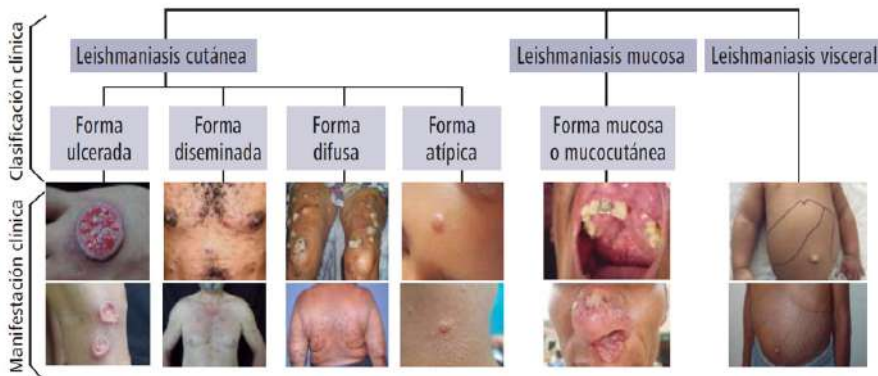 Clasificación clínica
Leishmaniasis cutánea
Leishmaniasis mucosa
Leishmaniasis visceral
Forma
ulcerada
Forma
diseminada
Forma
difusa
Forma
atípica
Forma mucosa
o mucocutánea
Manifestación clínica